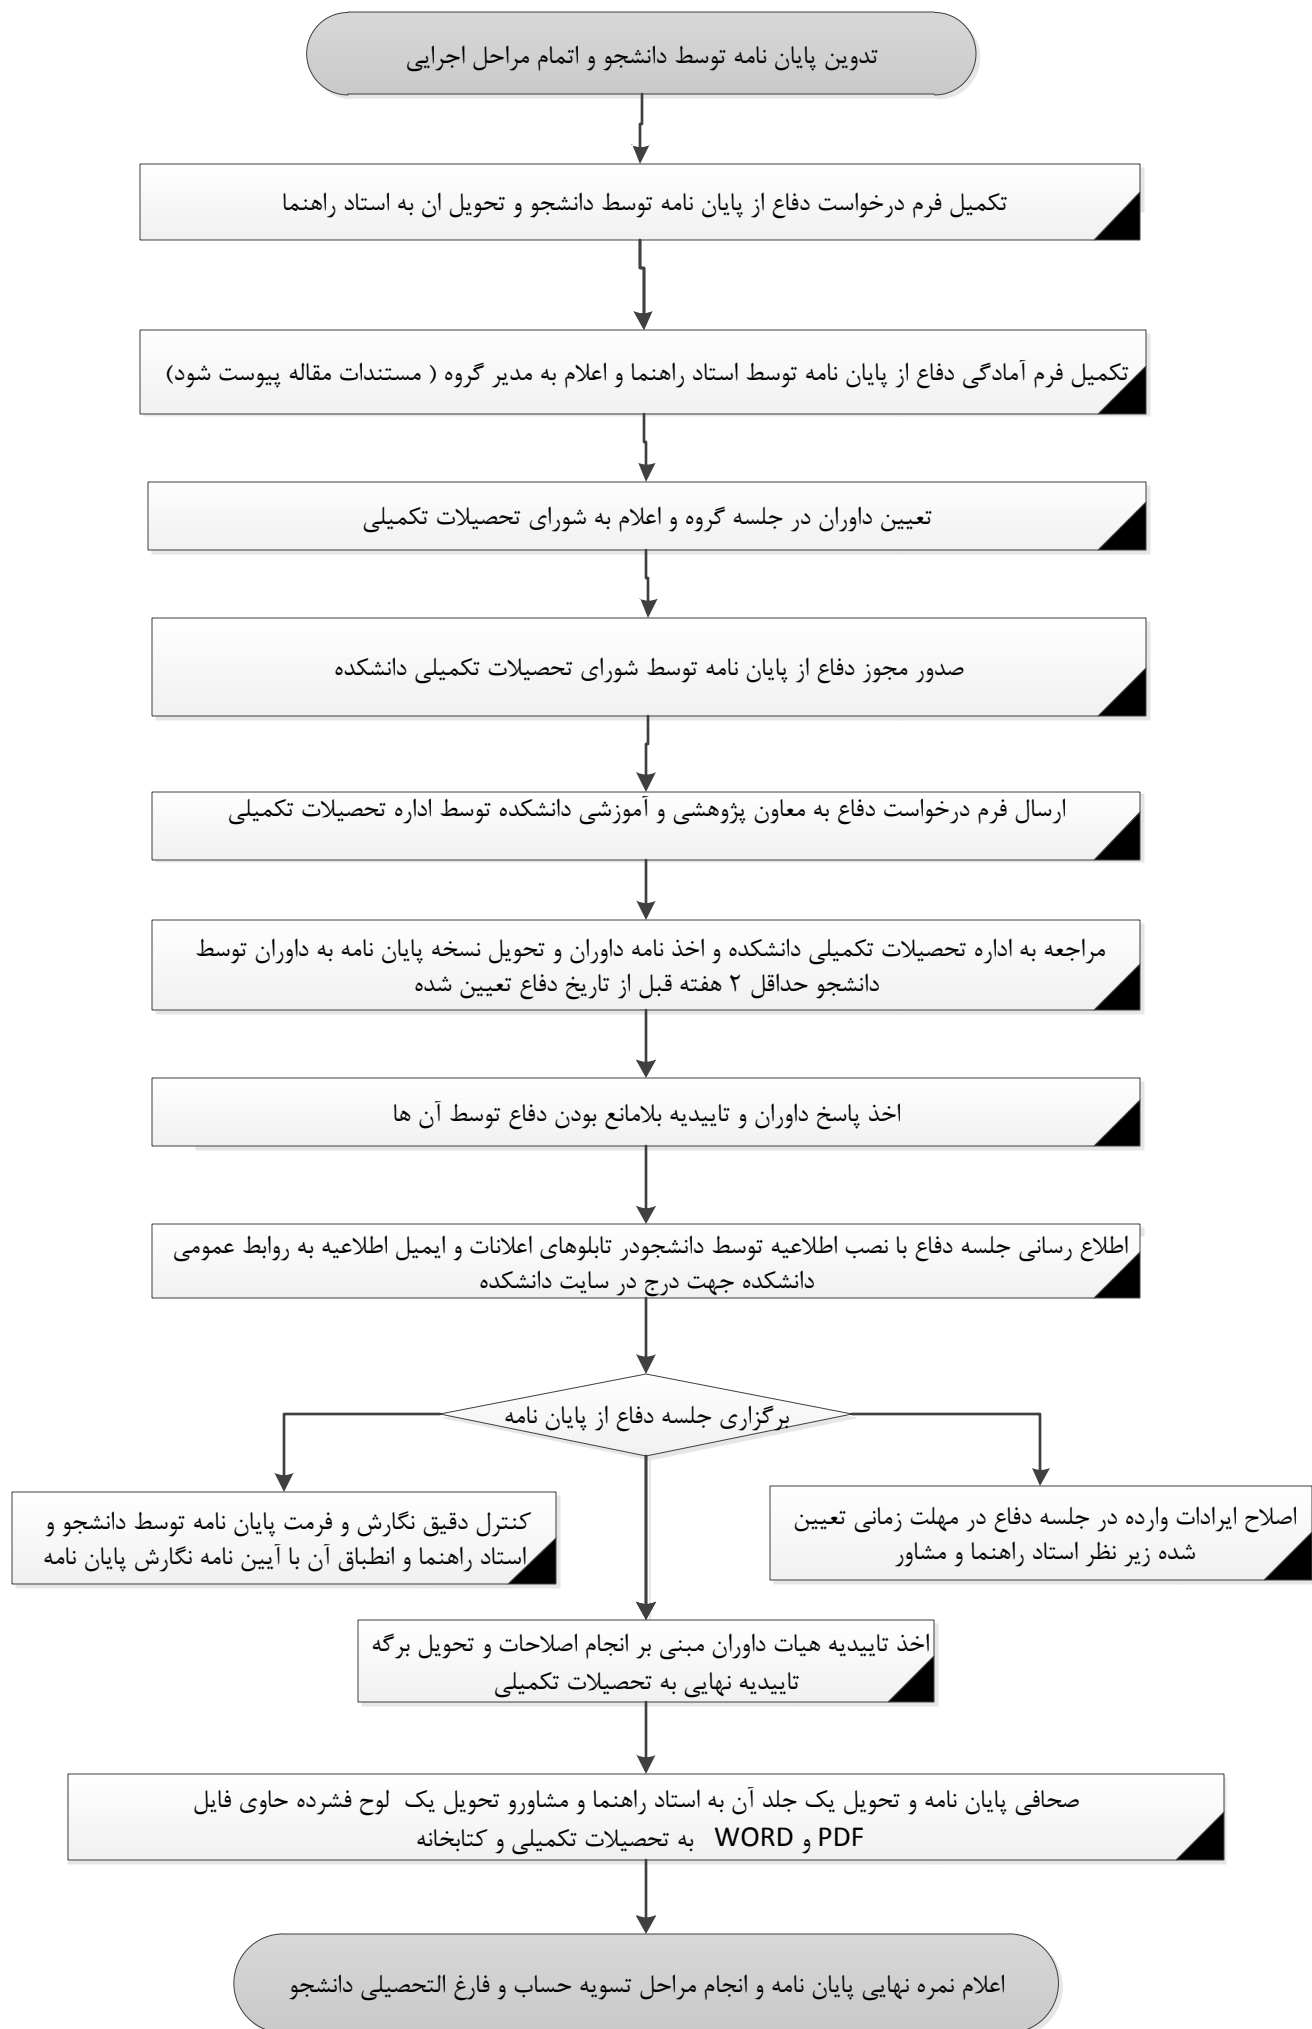 تدوین پایان نامه توسط دانشجو و اتمام مراحل اجرایی
تکمیل فرم درخواست دفاع از پایان نامه توسط دانشجو و تحویل ان به استاد راهنما
تکمیل فرم آمادگی دفاع از پایان نامه توسط استاد راهنما و اعلام به مدیر گروه ( مستندات مقاله پیوست شود)
تعیین داوران در جلسه گروه و اعلام به شورای تحصیلات تکمیلی
صدور مجوز دفاع از پایان نامه توسط شورای تحصیلات تکمیلی دانشکده
ارسال فرم درخواست دفاع به معاون پژوهشی و آموزشی دانشکده توسط اداره تحصیلات تکمیلی
مراجعه به اداره تحصیلات تکمیلی دانشکده و اخذ نامه داوران و تحویل نسخه پایان نامه به داوران توسط
دانشجو حداقل ۲ هفته قبل از تاریخ دفاع تعیین شده
اخذ پاسخ داوران و تاییدیه بلامانع بودن دفاع توسط آن ها
اطلاع رسانی جلسه دفاع با نصب اطلاعیه توسط دانشجودر تابلوهای اعلانات و ایمیل اطلاعیه به روابط عمومی
دانشکده جهت درج در سایت دانشکده
برگزاری جلسه دفاع از پایان نامه
اصلاح ایرادات وارده در جلسه دفاع در مهلت زمانی تعیین
شده زیر نظر استاد راهنما و مشاور
کنترل دقیق نگارش و فرمت پایان نامه توسط دانشجو و
استاد راهنما و انطباق آن با آیین نامه نگارش پایان نامه
اخذ تاییدیه هیات داوران مبنی بر انجام اصلاحات و تحویل برگه
تاییدیه نهایی به تحصیلات تکمیلی
صحافی پایان نامه و تحویل یک جلد آن به استاد راهنما و مشاورو تحویل یک لوح فشرده حاوی فایل
PDF و WORD به تحصیلات تکمیلی و کتابخانه
اعلام نمره نهایی پایان نامه و انجام مراحل تسویه حساب و فارغ التحصیلی دانشجو